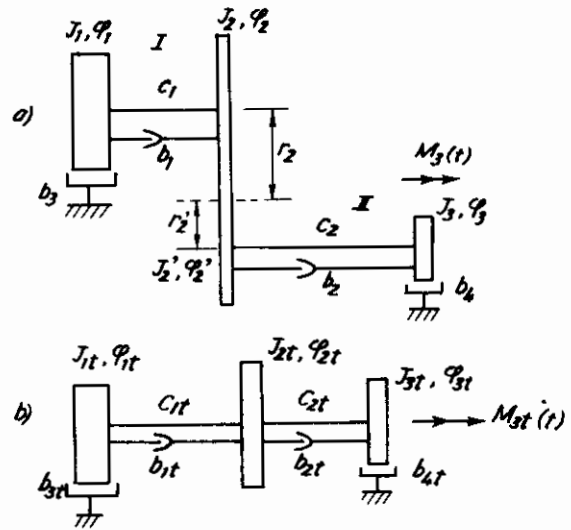 a)
J₁, φ₁
I
J₂, φ₂
c₁
b₁
b₃
r₂
r₂'
J₂', φ₂'
II
c₂
b₂
M₃(t)
J₃, φ₃
b₄
b)
J₁t, φ₁t
C₁t
b₁t
b₃t
J₂t, φ₂t
C₂t
b₂t
J₃t, φ₃t
M₃t(t)
b₄t